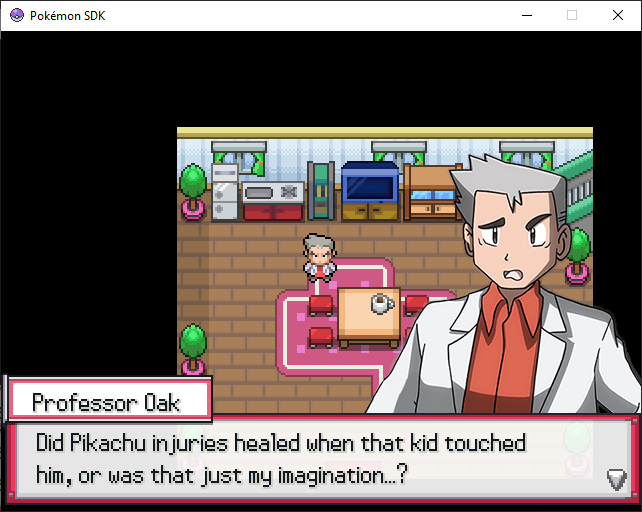 Pokémon SDK
Professor Oak
Did Pikachu injuries healed when that kid touched
him, or was that just my imagination...?